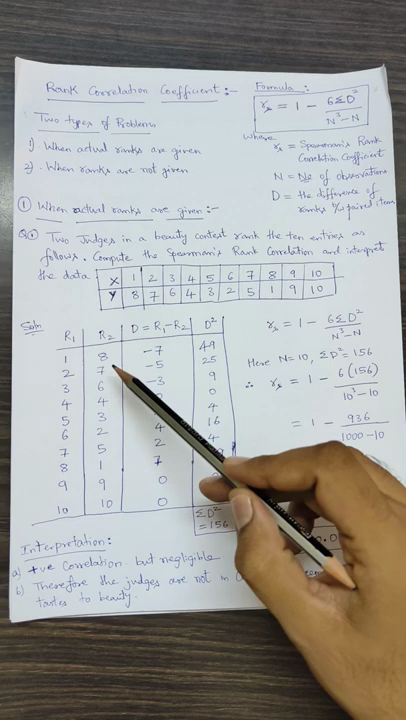 Rank Correlation Coefficient :-
Formula:
r_s = 1 - 6ΣD² / N³-N
Two types of Problems
1) When actual ranks are given
2) When ranks are not given
Where
r_s = Spearman's Rank Correlation Coefficient
N = No of observations
D = the difference of ranks b/w paired items
① When actual ranks are given :-
Q① Two Judges in a beauty contest rank the ten entries as
follows. Compute the Spearman's Rank Correlation and interpret
the data
X 1 2 3 4 5 6 7 8 9 10
Y 8 7 6 4 3 2 5 1 9 10
Soln
R₁ R₂ D = R₁-R₂ D²
1 8 -7 49
2 7 -5 25
3 6 -3 9
4 4 0
5 3 4
6 2 4 16
7 5 2 4
8 1 7
9 9 0
10 10 0
ΣD² = 156
r_s = 1 - 6ΣD² / N³-N
Here N=10, ΣD²=156
∴ r_s = 1 - 6(156) / 10³-10
= 1 - 936 / 1000-10
Interpretation:
a) +ve Correlation but negligible
b) Therefore the judges are not in
tastes to beauty.